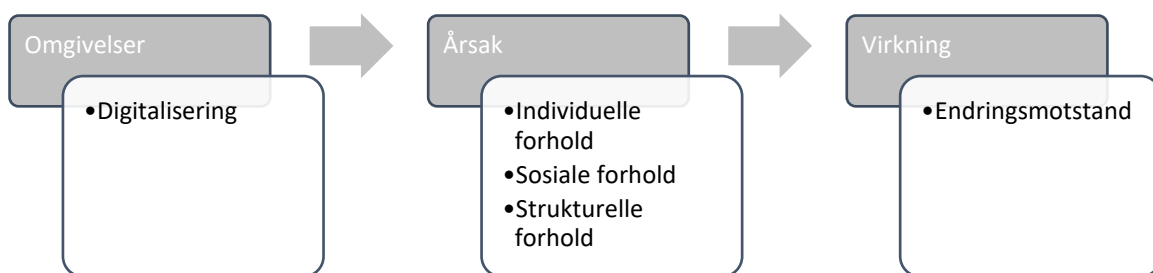 Omgivelser
•Digitalisering
Årsak
•Individuelle
forhold
•Sosiale forhold
•Strukturelle
forhold
Virkning
•Endringsmotstand